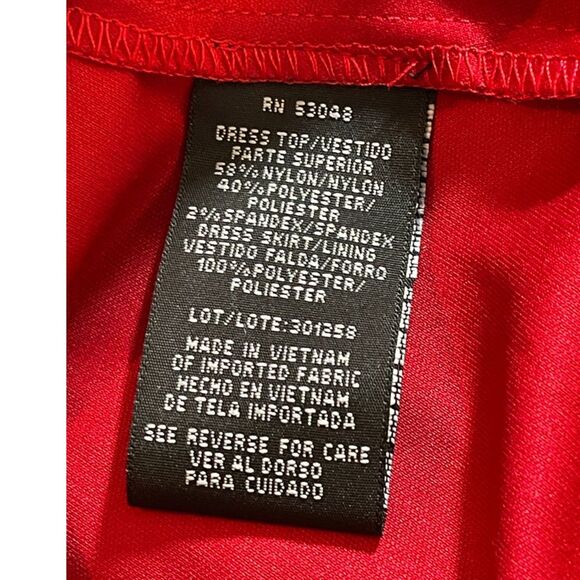 RN 53048
DRESS TOP/VESTIDO
PARTE SUPERIOR
58%NYLON/NYLON
40%POLYESTER/
POLIESTER
2%SPANDEX/SPANDEX
DRESS SKIRT/LINING
VESTIDO FALDA/FORRO
100%POLYESTER/
POLIESTER
LOT/LOTE:301258
MADE IN VIETNAM
OF IMPORTED FABRIC
HECHO EN VIETNAM
DE TELA IMPORTADA
SEE REVERSE FOR CARE
VER AL DORSO
PARA CUIDADO